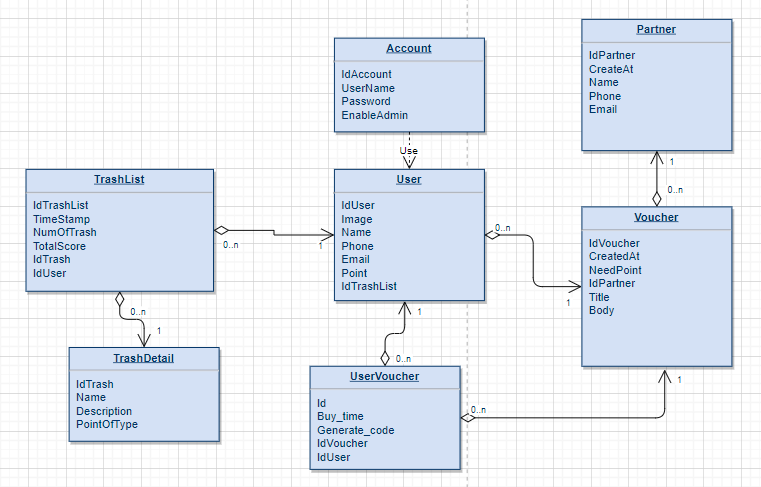 Account
IdAccount
UserName
Password
EnableAdmin
Use
Partner
IdPartner
CreateAt
Name
Phone
Email
1
0..n
TrashList
IdTrashList
TimeStamp
NumOfTrash
TotalScore
IdTrash
IdUser
0..n
1
User
IdUser
Image
Name
Phone
Email
Point
IdTrashList
0..n
1
Voucher
IdVoucher
CreatedAt
NeedPoint
IdPartner
Title
Body
0..n
1
TrashDetail
IdTrash
Name
Description
PointOfType
1
0..n
UserVoucher
Id
Buy_time
Generate_code
IdVoucher
IdUser
0..n
1